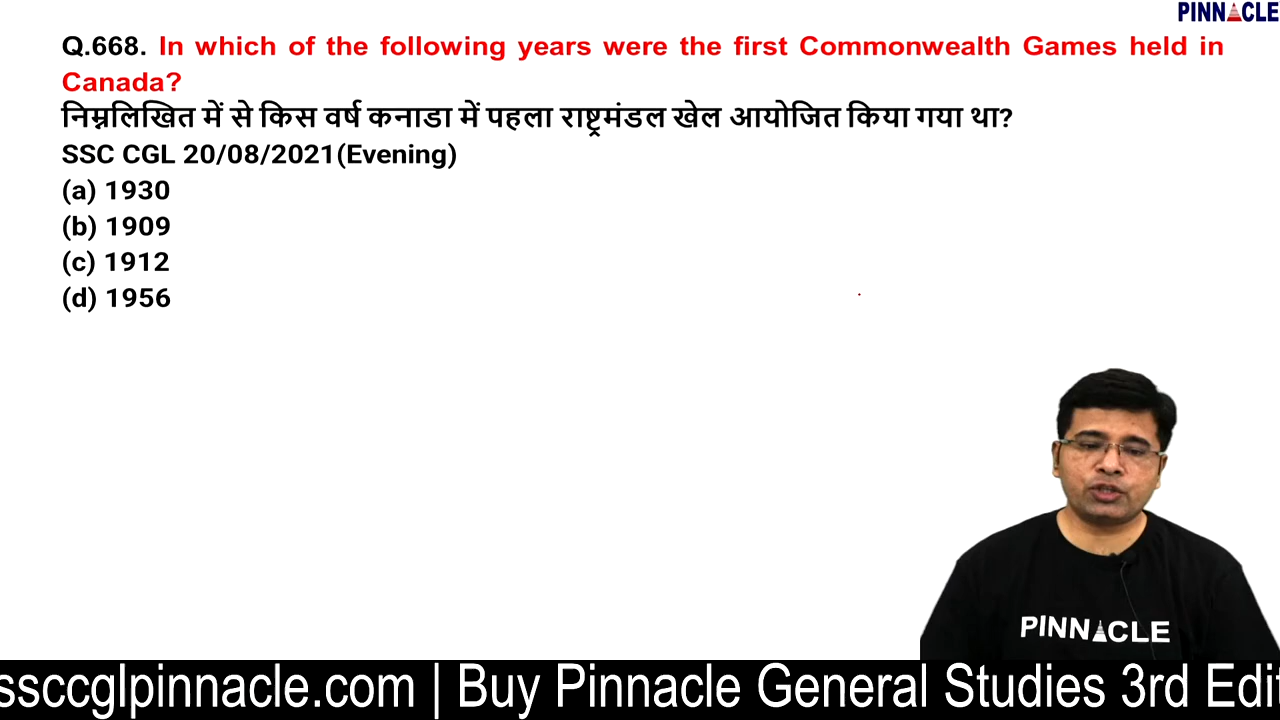 PINNACLE
Q.668. In which of the following years were the first Commonwealth Games held in
Canada?
निम्नलिखित में से किस वर्ष कनाडा में पहला राष्ट्रमंडल खेल आयोजित किया गया था?
SSC CGL 20/08/2021(Evening)
(a) 1930
(b) 1909
(c) 1912
(d) 1956
PINNACLE
ssccglpinnacle.com | Buy Pinnacle General Studies 3rd Edit